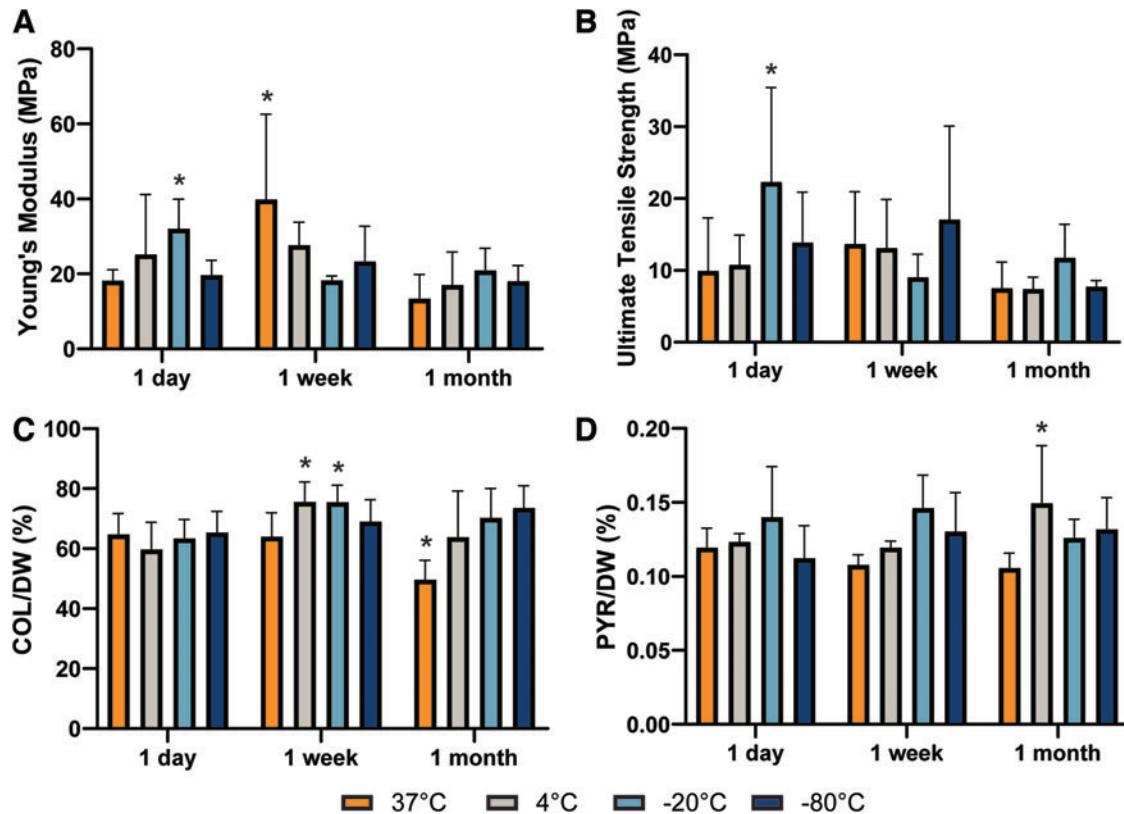 A
Young's Modulus (MPa)
80
60
40
20
0
*
*
1 day
1 week
1 month
B
Ultimate Tensile Strength (MPa)
40
30
20
10
0
*
1 day
1 week
1 month
C
COL/DW (%)
100
80
60
40
20
0
*
*
*
1 day
1 week
1 month
D
PYR/DW (%)
0.20
0.15
0.10
0.05
0.00
*
1 day
1 week
1 month
37°C
4°C
-20°C
-80°C